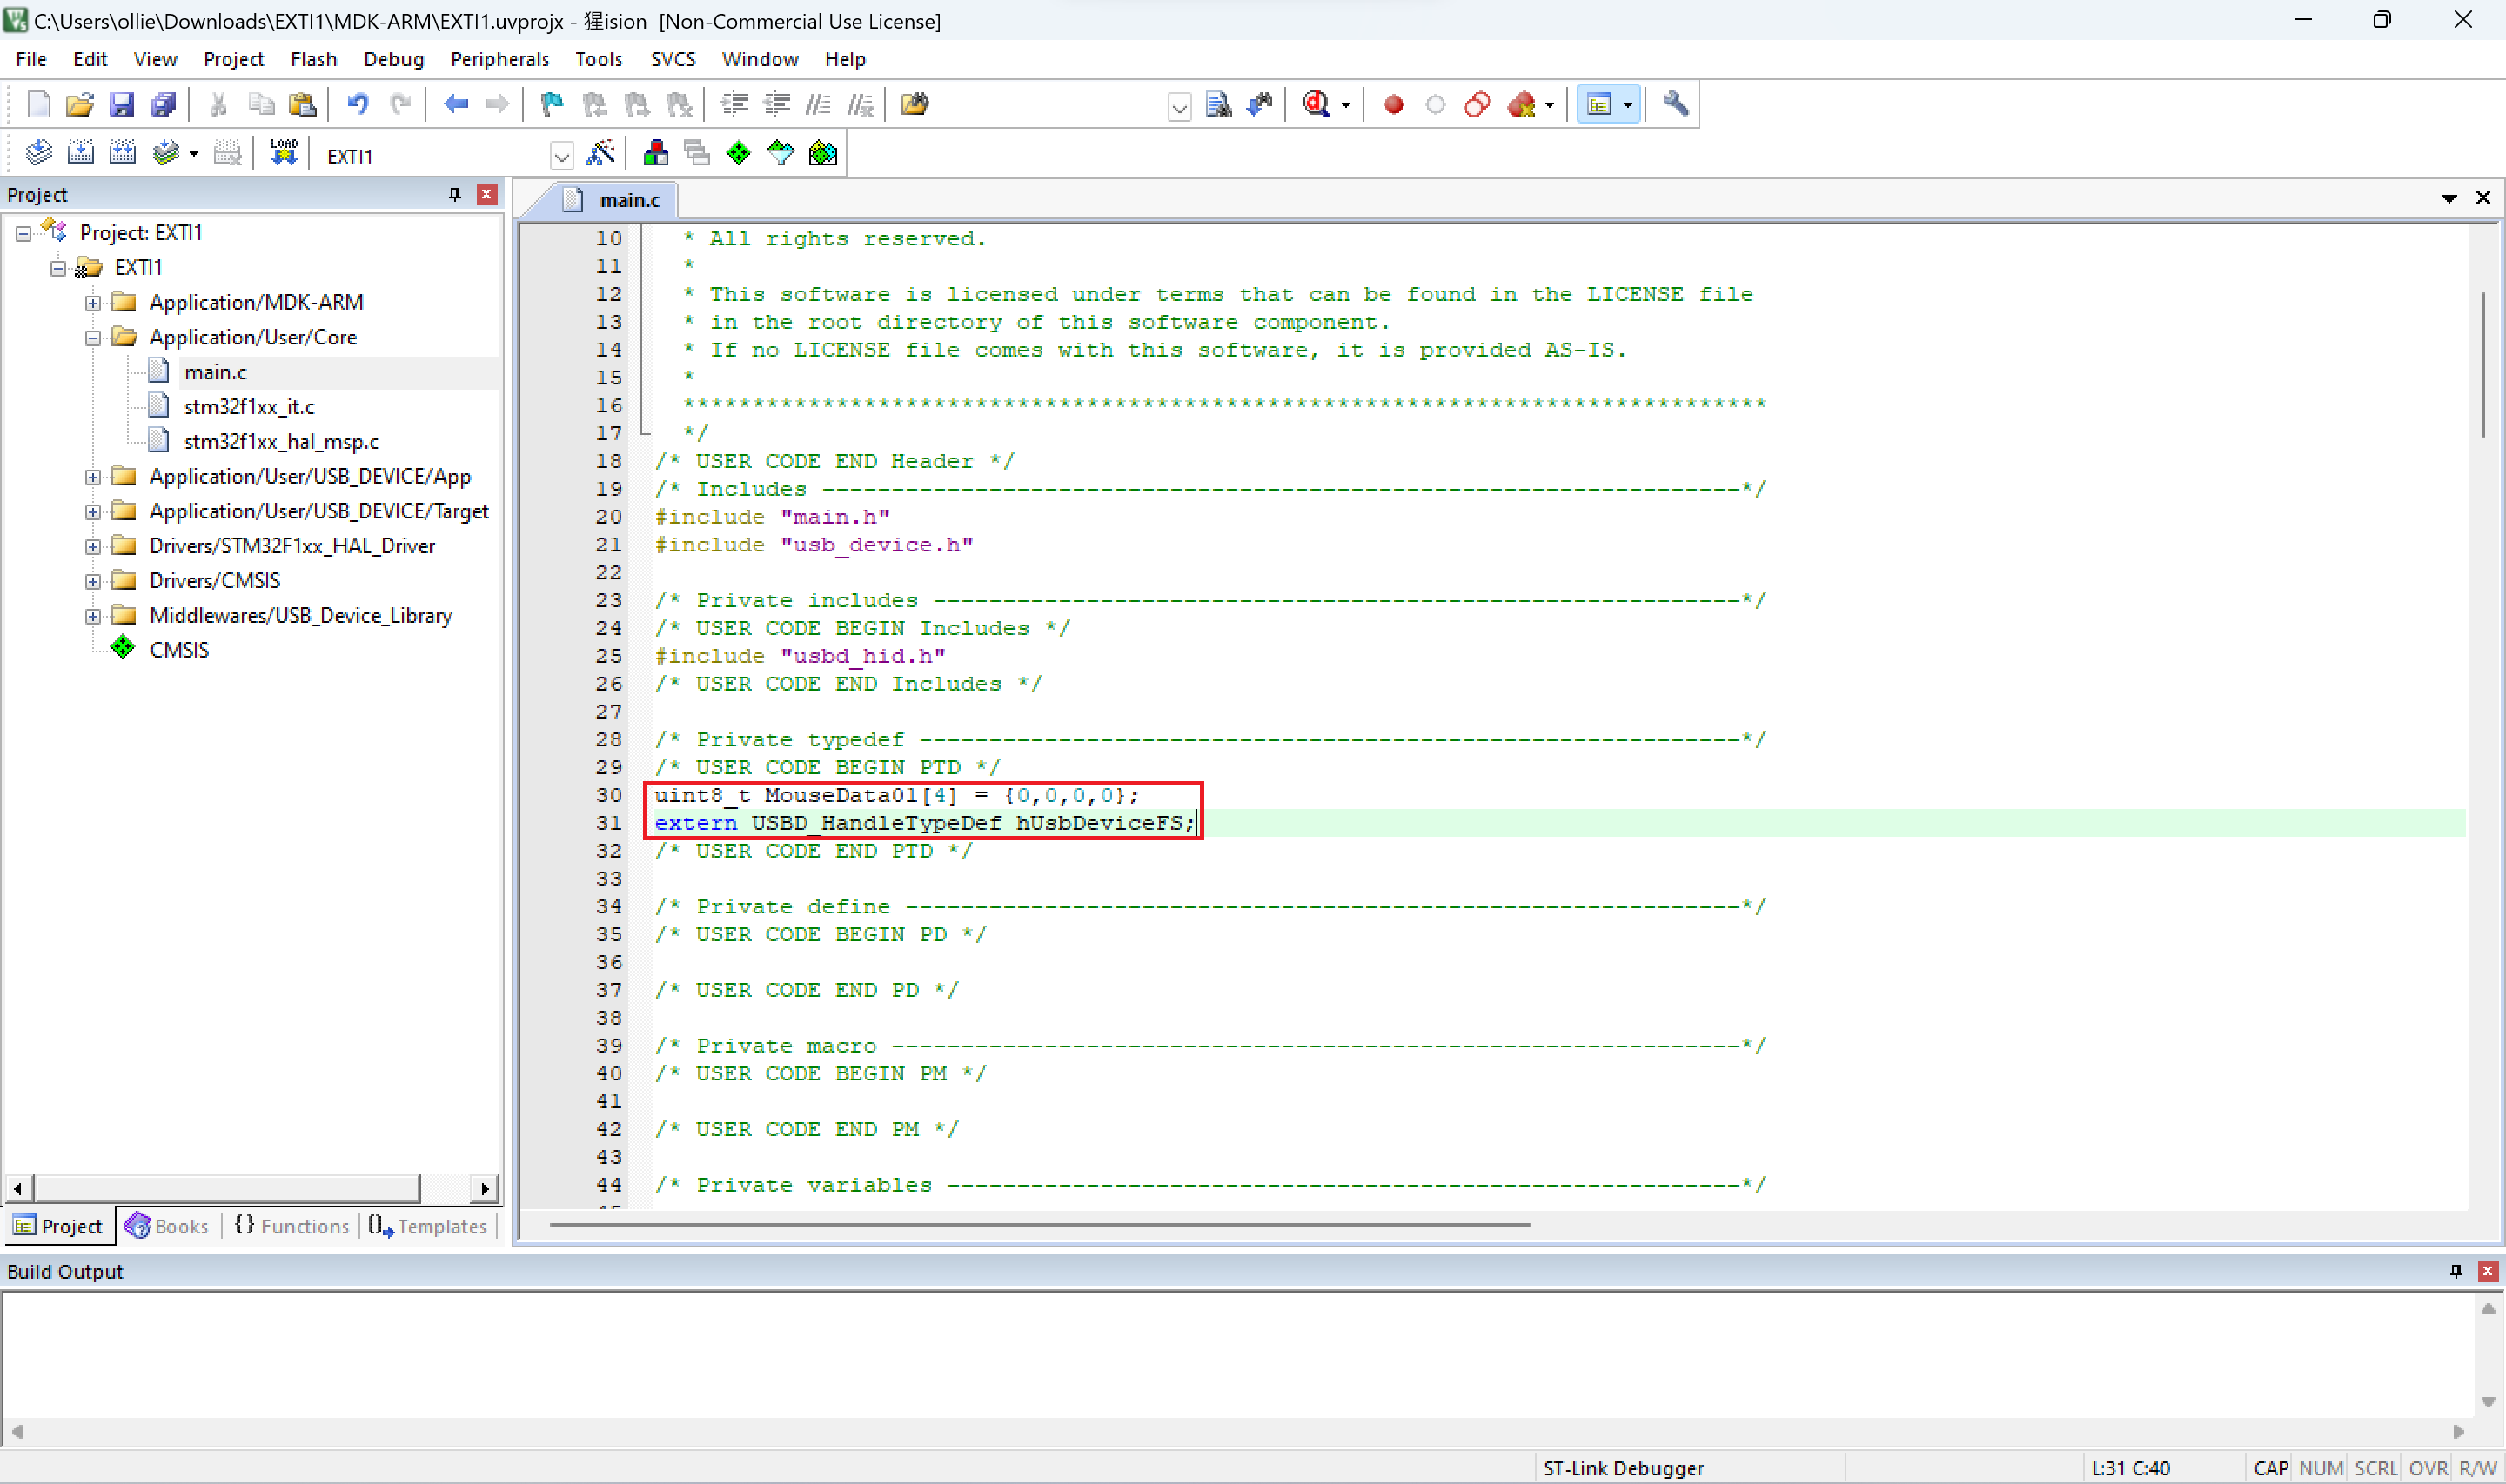 C:\Users\ollie\Downloads\EXTI1\MDK-ARM\EXTI1.uvprojx - 猩ision [Non-Commercial Use License]
File Edit View Project Flash Debug Peripherals Tools SVCS Window Help
LOAD
EXTI1
Project
Project: EXTI1
EXTI1
Application/MDK-ARM
Application/User/Core
main.c
stm32f1xx_it.c
stm32f1xx_hal_msp.c
Application/User/USB_DEVICE/App
Application/User/USB_DEVICE/Target
Drivers/STM32F1xx_HAL_Driver
Drivers/CMSIS
Middlewares/USB_Device_Library
CMSIS
Project Books {} Functions Templates
main.c
10 * All rights reserved.
11 *
12 * This software is licensed under terms that can be found in the LICENSE file
13 * in the root directory of this software component.
14 * If no LICENSE file comes with this software, it is provided AS-IS.
15 *
16 ******************************************************************************
17 */
18 /* USER CODE END Header */
19 /* Includes ------------------------------------------------------------------*/
20 #include "main.h"
21 #include "usb_device.h"
22
23 /* Private includes ----------------------------------------------------------*/
24 /* USER CODE BEGIN Includes */
25 #include "usbd_hid.h"
26 /* USER CODE END Includes */
27
28 /* Private typedef -----------------------------------------------------------*/
29 /* USER CODE BEGIN PTD */
30 uint8_t MouseData01[4] = {0,0,0,0};
31 extern USBD_HandleTypeDef hUsbDeviceFS;
32 /* USER CODE END PTD */
33
34 /* Private define ------------------------------------------------------------*/
35 /* USER CODE BEGIN PD */
36
37 /* USER CODE END PD */
38
39 /* Private macro -------------------------------------------------------------*/
40 /* USER CODE BEGIN PM */
41
42 /* USER CODE END PM */
43
44 /* Private variables ---------------------------------------------------------*/
Build Output
ST-Link Debugger
L:31 C:40
CAP NUM SCRL OVR R/W